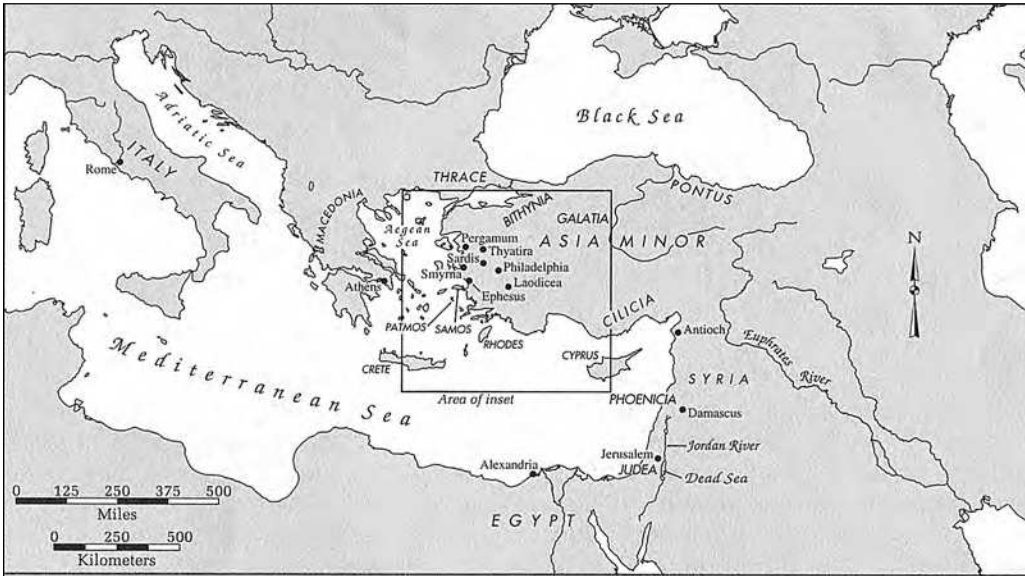 Black Sea
Adriatic Sea
ITALY
Rome
THRACE
PONTUS
MACEDONIA
BITHYNIA
GALATIA
Aegean
Sea
ASIA MINOR
Pergamum
Thyatira
Sardis
Philadelphia
Smyrna
Laodicea
Athens
Ephesus
N
CILICIA
PATMOS
SAMOS
RHODES
Antioch
Euphrates River
CRETE
CYPRUS
Mediterranean Sea
SYRIA
Area of inset
PHOENICIA
Damascus
Jordan River
Jerusalem
JUDEA
Dead Sea
Alexandria
EGYPT
0 125 250 375 500
Miles
0 250 500
Kilometers